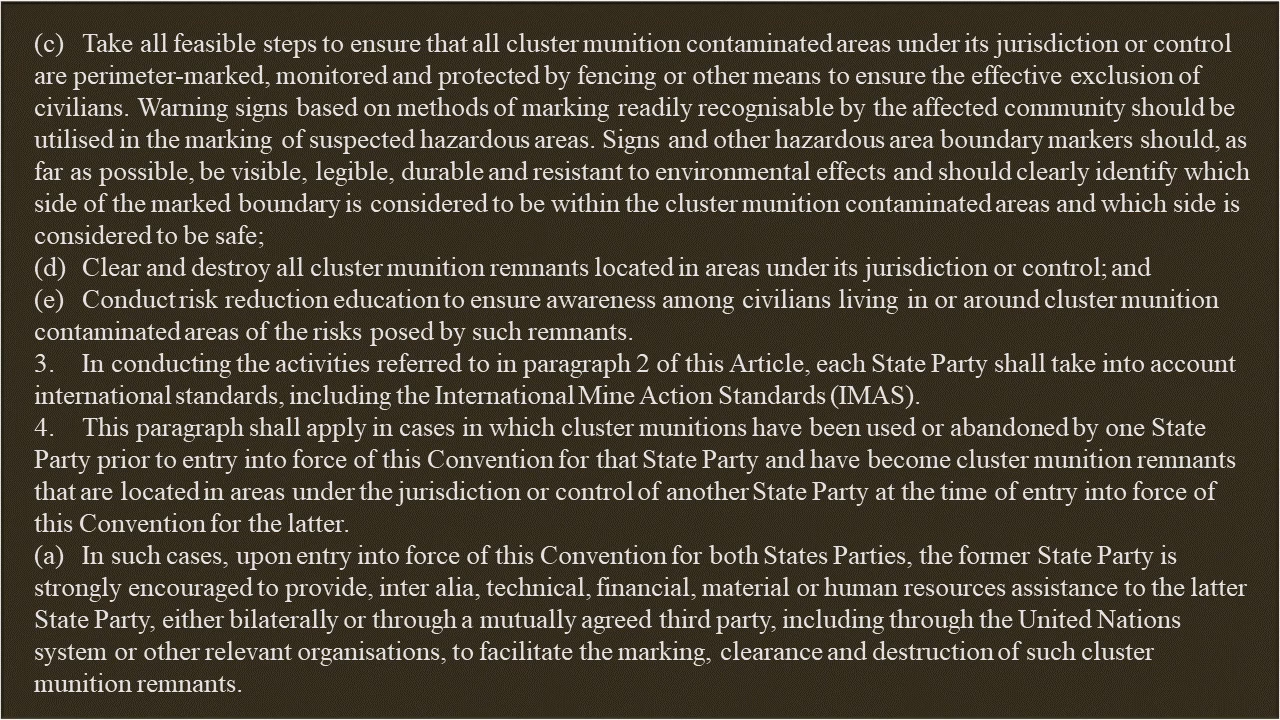 (c) Take all feasible steps to ensure that all cluster munition contaminated areas under its jurisdiction or control
are perimeter-marked, monitored and protected by fencing or other means to ensure the effective exclusion of
civilians. Warning signs based on methods of marking readily recognisable by the affected community should be
utilised in the marking of suspected hazardous areas. Signs and other hazardous area boundary markers should, as
far as possible, be visible, legible, durable and resistant to environmental effects and should clearly identify which
side of the marked boundary is considered to be within the cluster munition contaminated areas and which side is
considered to be safe;
(d) Clear and destroy all cluster munition remnants located in areas under its jurisdiction or control; and
(e) Conduct risk reduction education to ensure awareness among civilians living in or around cluster munition
contaminated areas of the risks posed by such remnants.
3. In conducting the activities referred to in paragraph 2 of this Article, each State Party shall take into account
international standards, including the International Mine Action Standards (IMAS).
4. This paragraph shall apply in cases in which cluster munitions have been used or abandoned by one State
Party prior to entry into force of this Convention for that State Party and have become cluster munition remnants
that are located in areas under the jurisdiction or control of another State Party at the time of entry into force of
this Convention for the latter.
(a) In such cases, upon entry into force of this Convention for both States Parties, the former State Party is
strongly encouraged to provide, inter alia, technical, financial, material or human resources assistance to the latter
State Party, either bilaterally or through a mutually agreed third party, including through the United Nations
system or other relevant organisations, to facilitate the marking, clearance and destruction of such cluster
munition remnants.